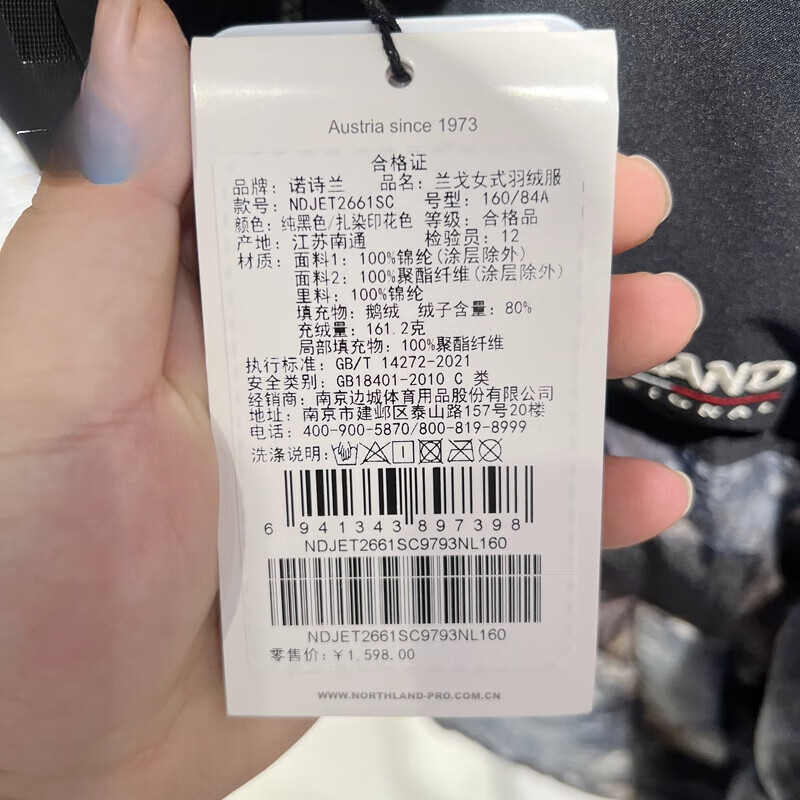 Austria since 1973
合格证
品牌：诺诗兰 品名：兰戈女式羽绒服
款号：NDJET2661SC 号型：160/84A
颜色：纯黑色/扎染印花色 等级：合格品
产地：江苏南通 检验员：12
材质：面料1：100%锦纶(涂层除外)
面料2：100%聚酯纤维(涂层除外)
里料：100%锦纶
填充物：鹅绒 绒子含量：80%
充绒量：161.2克
局部填充物：100%聚酯纤维
执行标准：GB/T 14272-2021
安全类别：GB18401-2010 C 类
经销商：南京边城体育用品股份有限公司
地址：南京市建邺区泰山路157号20楼
电话：400-900-5870/800-819-8999
洗涤说明：
6 941343 897398
NDJET2661SC9793NL160
NDJET2661SC9793NL160
零售价：￥1,598.00
WWW.NORTHLAND-PRO.COM.CN